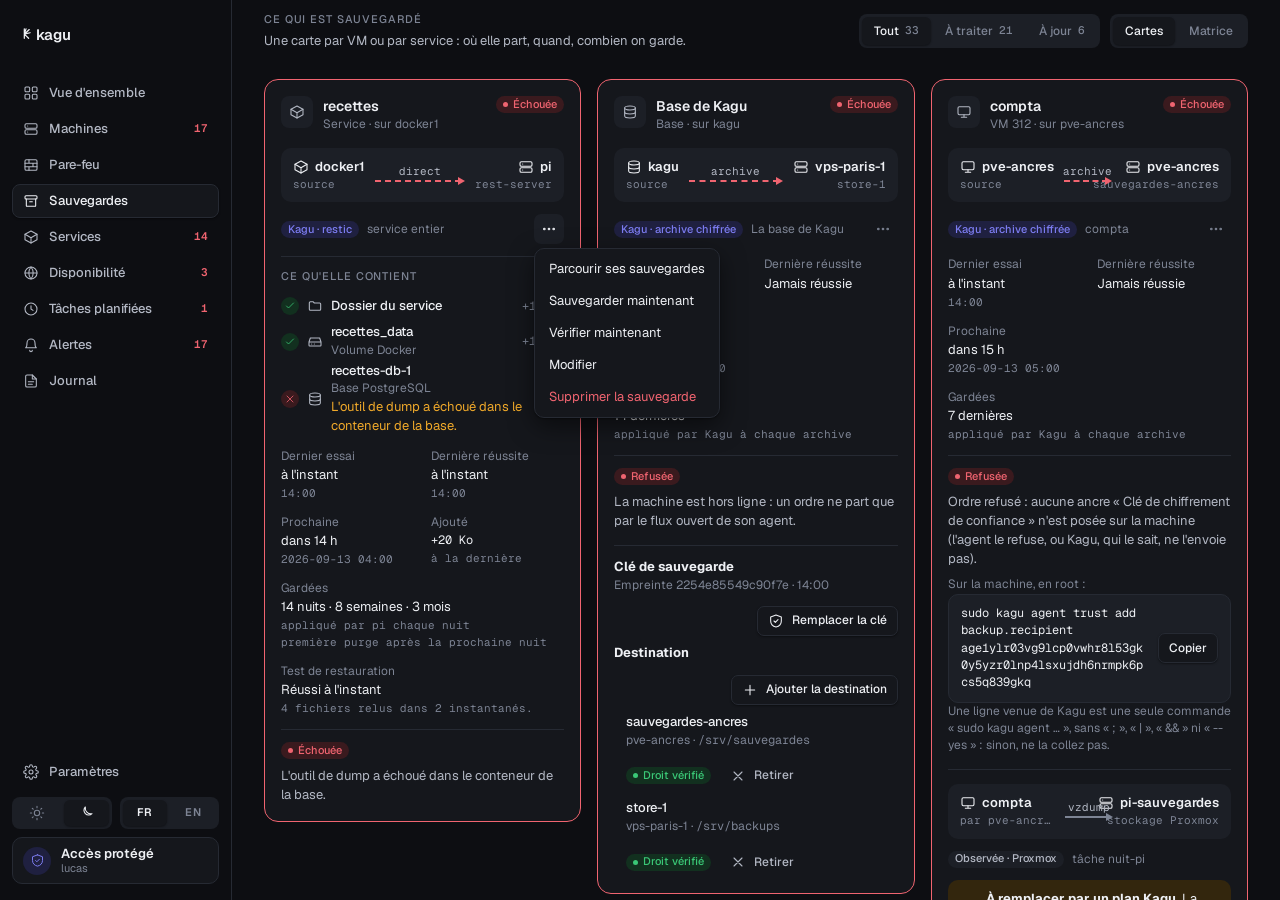 kagu
Vue d'ensemble
Machines 17
Pare-feu
Sauvegardes
Services 14
Disponibilité 3
Tâches planifiées 1
Alertes 17
Journal
Paramètres
FR EN
Accès protégé
lucas
CE QUI EST SAUVEGARDÉ
Une carte par VM ou par service : où elle part, quand, combien on garde.
Tout 33 À traiter 21 À jour 6
Cartes Matrice
recettes Échouée
Service · sur docker1
docker1 direct pi
source rest-server
Kagu · restic service entier
CE QU'ELLE CONTIENT
Dossier du service
recettes_data
Volume Docker
recettes-db-1
Base PostgreSQL
L'outil de dump a échoué dans le
conteneur de la base.
Dernier essai Dernière réussite
à l'instant à l'instant
14:00 14:00
Prochaine Ajouté
dans 14 h +20 Ko
2026-09-13 04:00 à la dernière
Gardées
14 nuits · 8 semaines · 3 mois
appliqué par pi chaque nuit
première purge après la prochaine nuit
Test de restauration
Réussi à l'instant
4 fichiers relus dans 2 instantanés.
Échouée
L'outil de dump a échoué dans le conteneur de
la base.
Parcourir ses sauvegardes
Sauvegarder maintenant
Vérifier maintenant
Modifier
Supprimer la sauvegarde
Base de Kagu Échouée
Base · sur kagu
kagu archive vps-paris-1
source store-1
Kagu · archive chiffrée La base de Kagu
Dernière réussite
Jamais réussie
appliqué par Kagu à chaque archive
Refusée
La machine est hors ligne : un ordre ne part que
par le flux ouvert de son agent.
Clé de sauvegarde
Empreinte 2254e85549c90f7e · 14:00
Remplacer la clé
Destination
Ajouter la destination
sauvegardes-ancres
pve-ancres · /srv/sauvegardes
Droit vérifié Retirer
store-1
vps-paris-1 · /srv/backups
Droit vérifié Retirer
compta Échouée
VM 312 · sur pve-ancres
pve-ancres archive pve-ancres
source sauvegardes-ancres
Kagu · archive chiffrée compta
Dernier essai Dernière réussite
à l'instant Jamais réussie
14:00
Prochaine
dans 15 h
2026-09-13 05:00
Gardées
7 dernières
appliqué par Kagu à chaque archive
Refusée
Ordre refusé : aucune ancre « Clé de chiffrement
de confiance » n'est posée sur la machine
(l'agent le refuse, ou Kagu, qui le sait, ne l'envoie
pas).
Sur la machine, en root :
sudo kagu agent trust add
backup.recipient
age1ylr03vg9lcp0vwhr8l53gk
0y5yzr0lnp4lsxujdh6nrmpk6p
cs5q839gkq
Copier
Une ligne venue de Kagu est une seule commande
« sudo kagu agent … », sans « ; », « | », « && » ni « --
yes » : sinon, ne la collez pas.
compta vzdump pi-sauvegardes
par pve-ancr… stockage Proxmox
Observée · Proxmox tâche nuit-pi
À remplacer par un plan Kagu. La